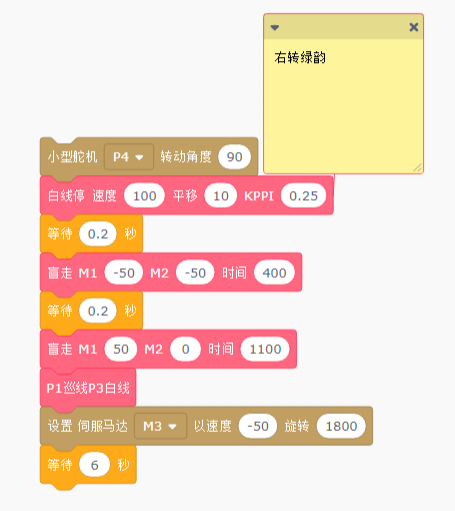 右转绿韵
小型舵机 P4 转动角度 90
白线停 速度 100 平移 10 KPPI 0.25
等待 0.2 秒
盲走 M1 -50 M2 -50 时间 400
等待 0.2 秒
盲走 M1 50 M2 0 时间 1100
P1巡线P3白线
设置 伺服马达 M3 以速度 -50 旋转 1800
等待 6 秒